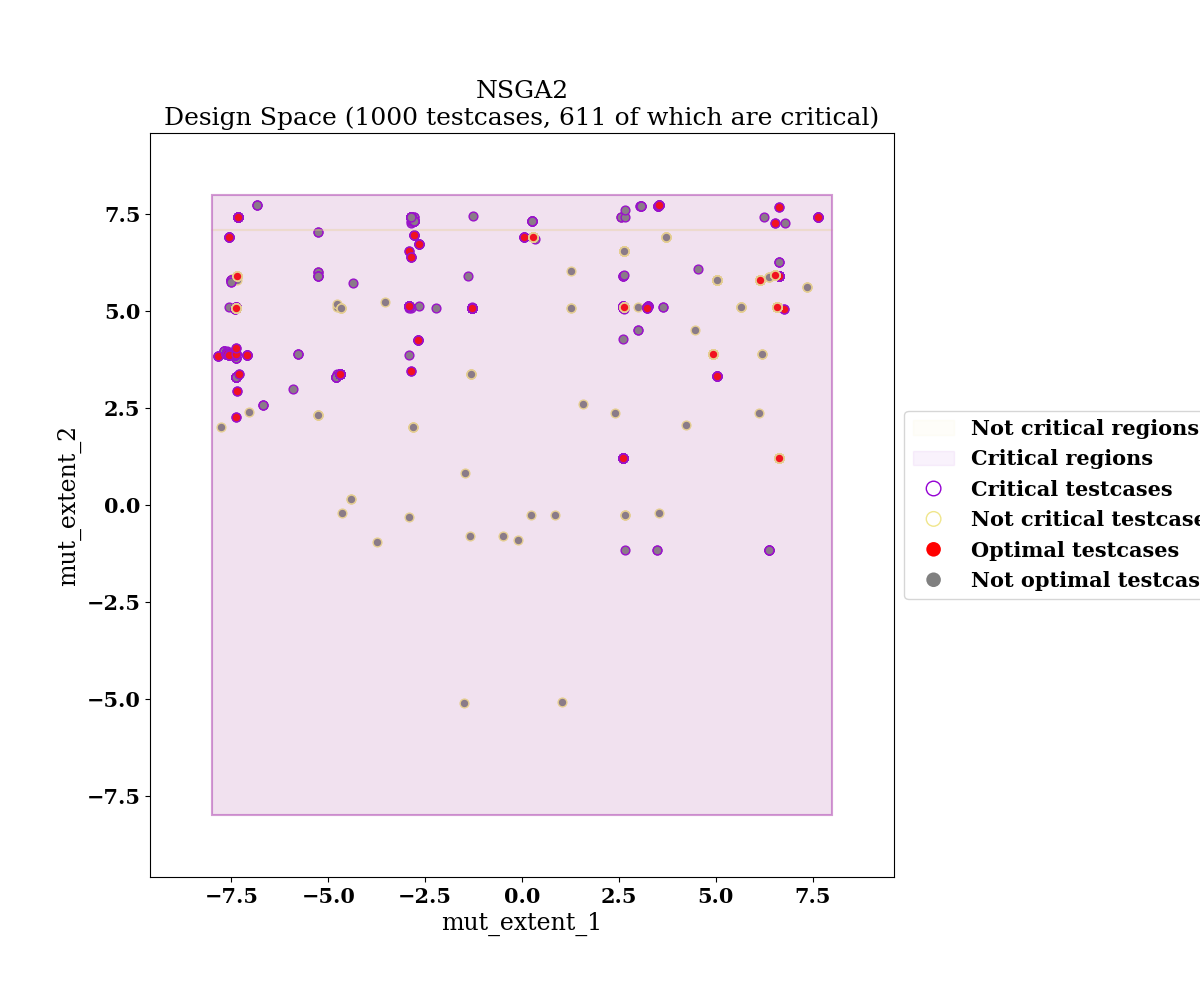 NSGA2
Design Space (1000 testcases, 611 of which are critical)
mut_extent_2
7.5
5.0
2.5
0.0
−2.5
−5.0
−7.5
−7.5 −5.0 −2.5 0.0 2.5 5.0 7.5
mut_extent_1
Not critical regions
Critical regions
Critical testcases
Not critical testcase
Optimal testcases
Not optimal testcas